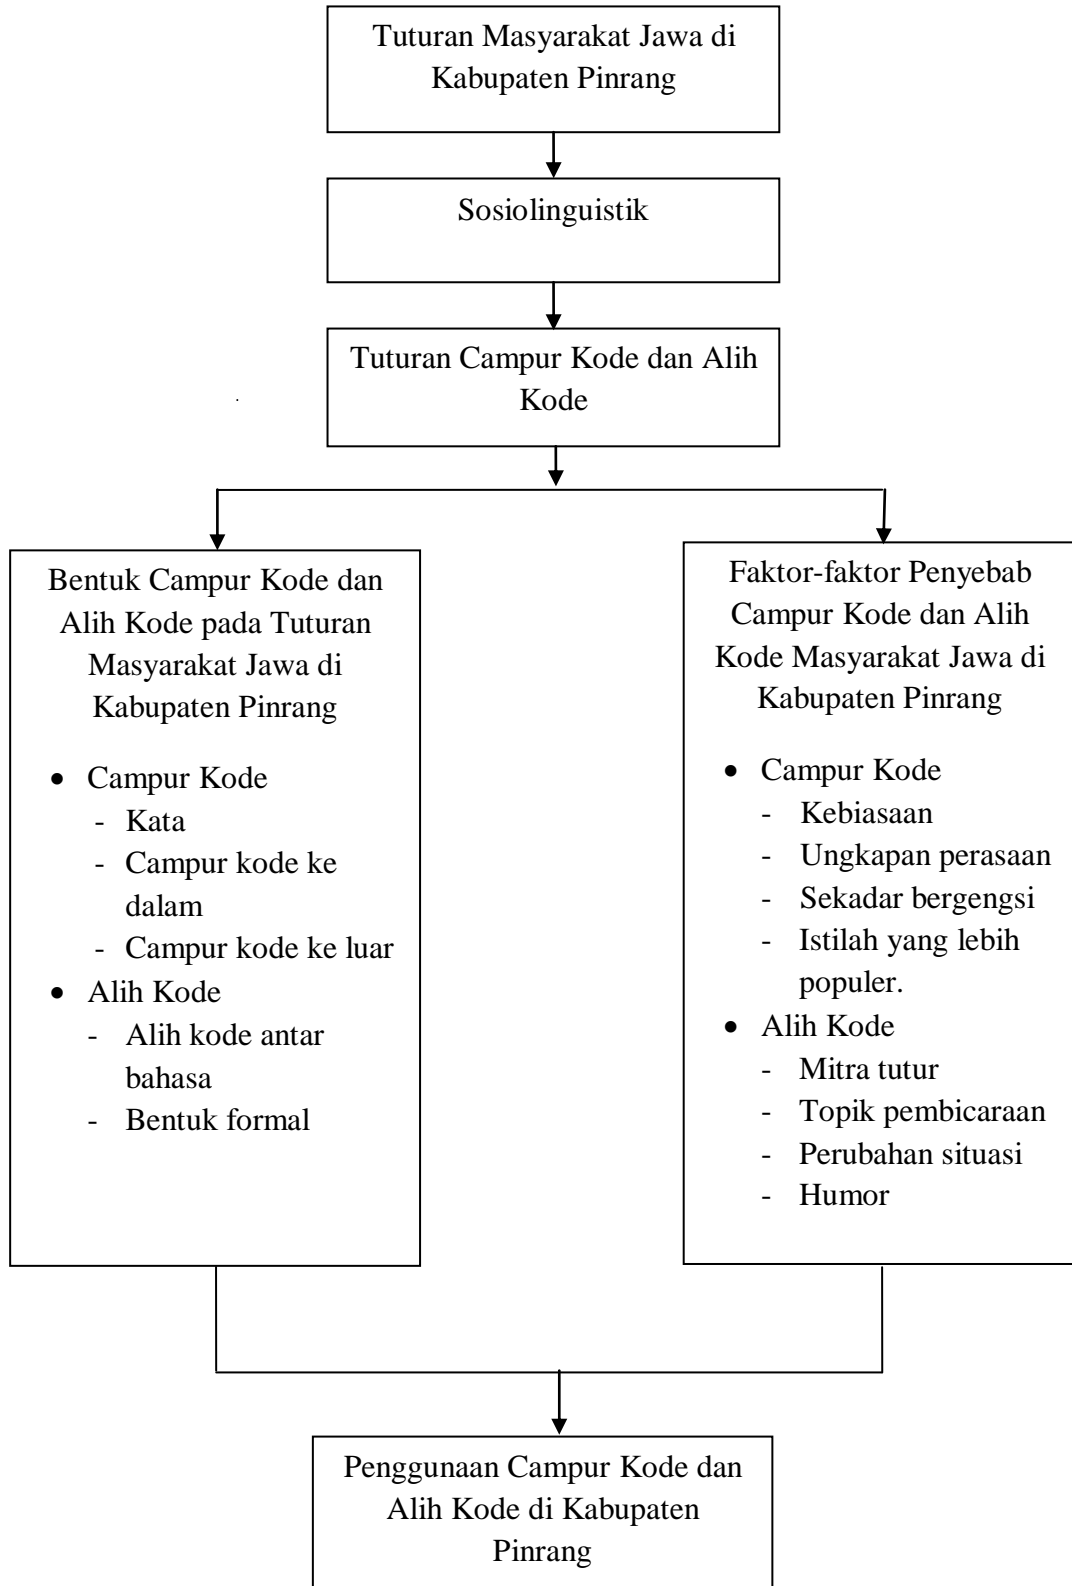 Tuturan Masyarakat Jawa di
Kabupaten Pinrang
Sosiolinguistik
Tuturan Campur Kode dan Alih
Kode
Bentuk Campur Kode dan
Alih Kode pada Tuturan
Masyarakat Jawa di
Kabupaten Pinrang
• Campur Kode
- Kata
- Campur kode ke
dalam
- Campur kode ke luar
• Alih Kode
- Alih kode antar
bahasa
- Bentuk formal
Faktor-faktor Penyebab
Campur Kode dan Alih
Kode Masyarakat Jawa di
Kabupaten Pinrang
• Campur Kode
- Kebiasaan
- Ungkapan perasaan
- Sekadar bergengsi
- Istilah yang lebih
populer.
• Alih Kode
- Mitra tutur
- Topik pembicaraan
- Perubahan situasi
- Humor
Penggunaan Campur Kode dan
Alih Kode di Kabupaten
Pinrang